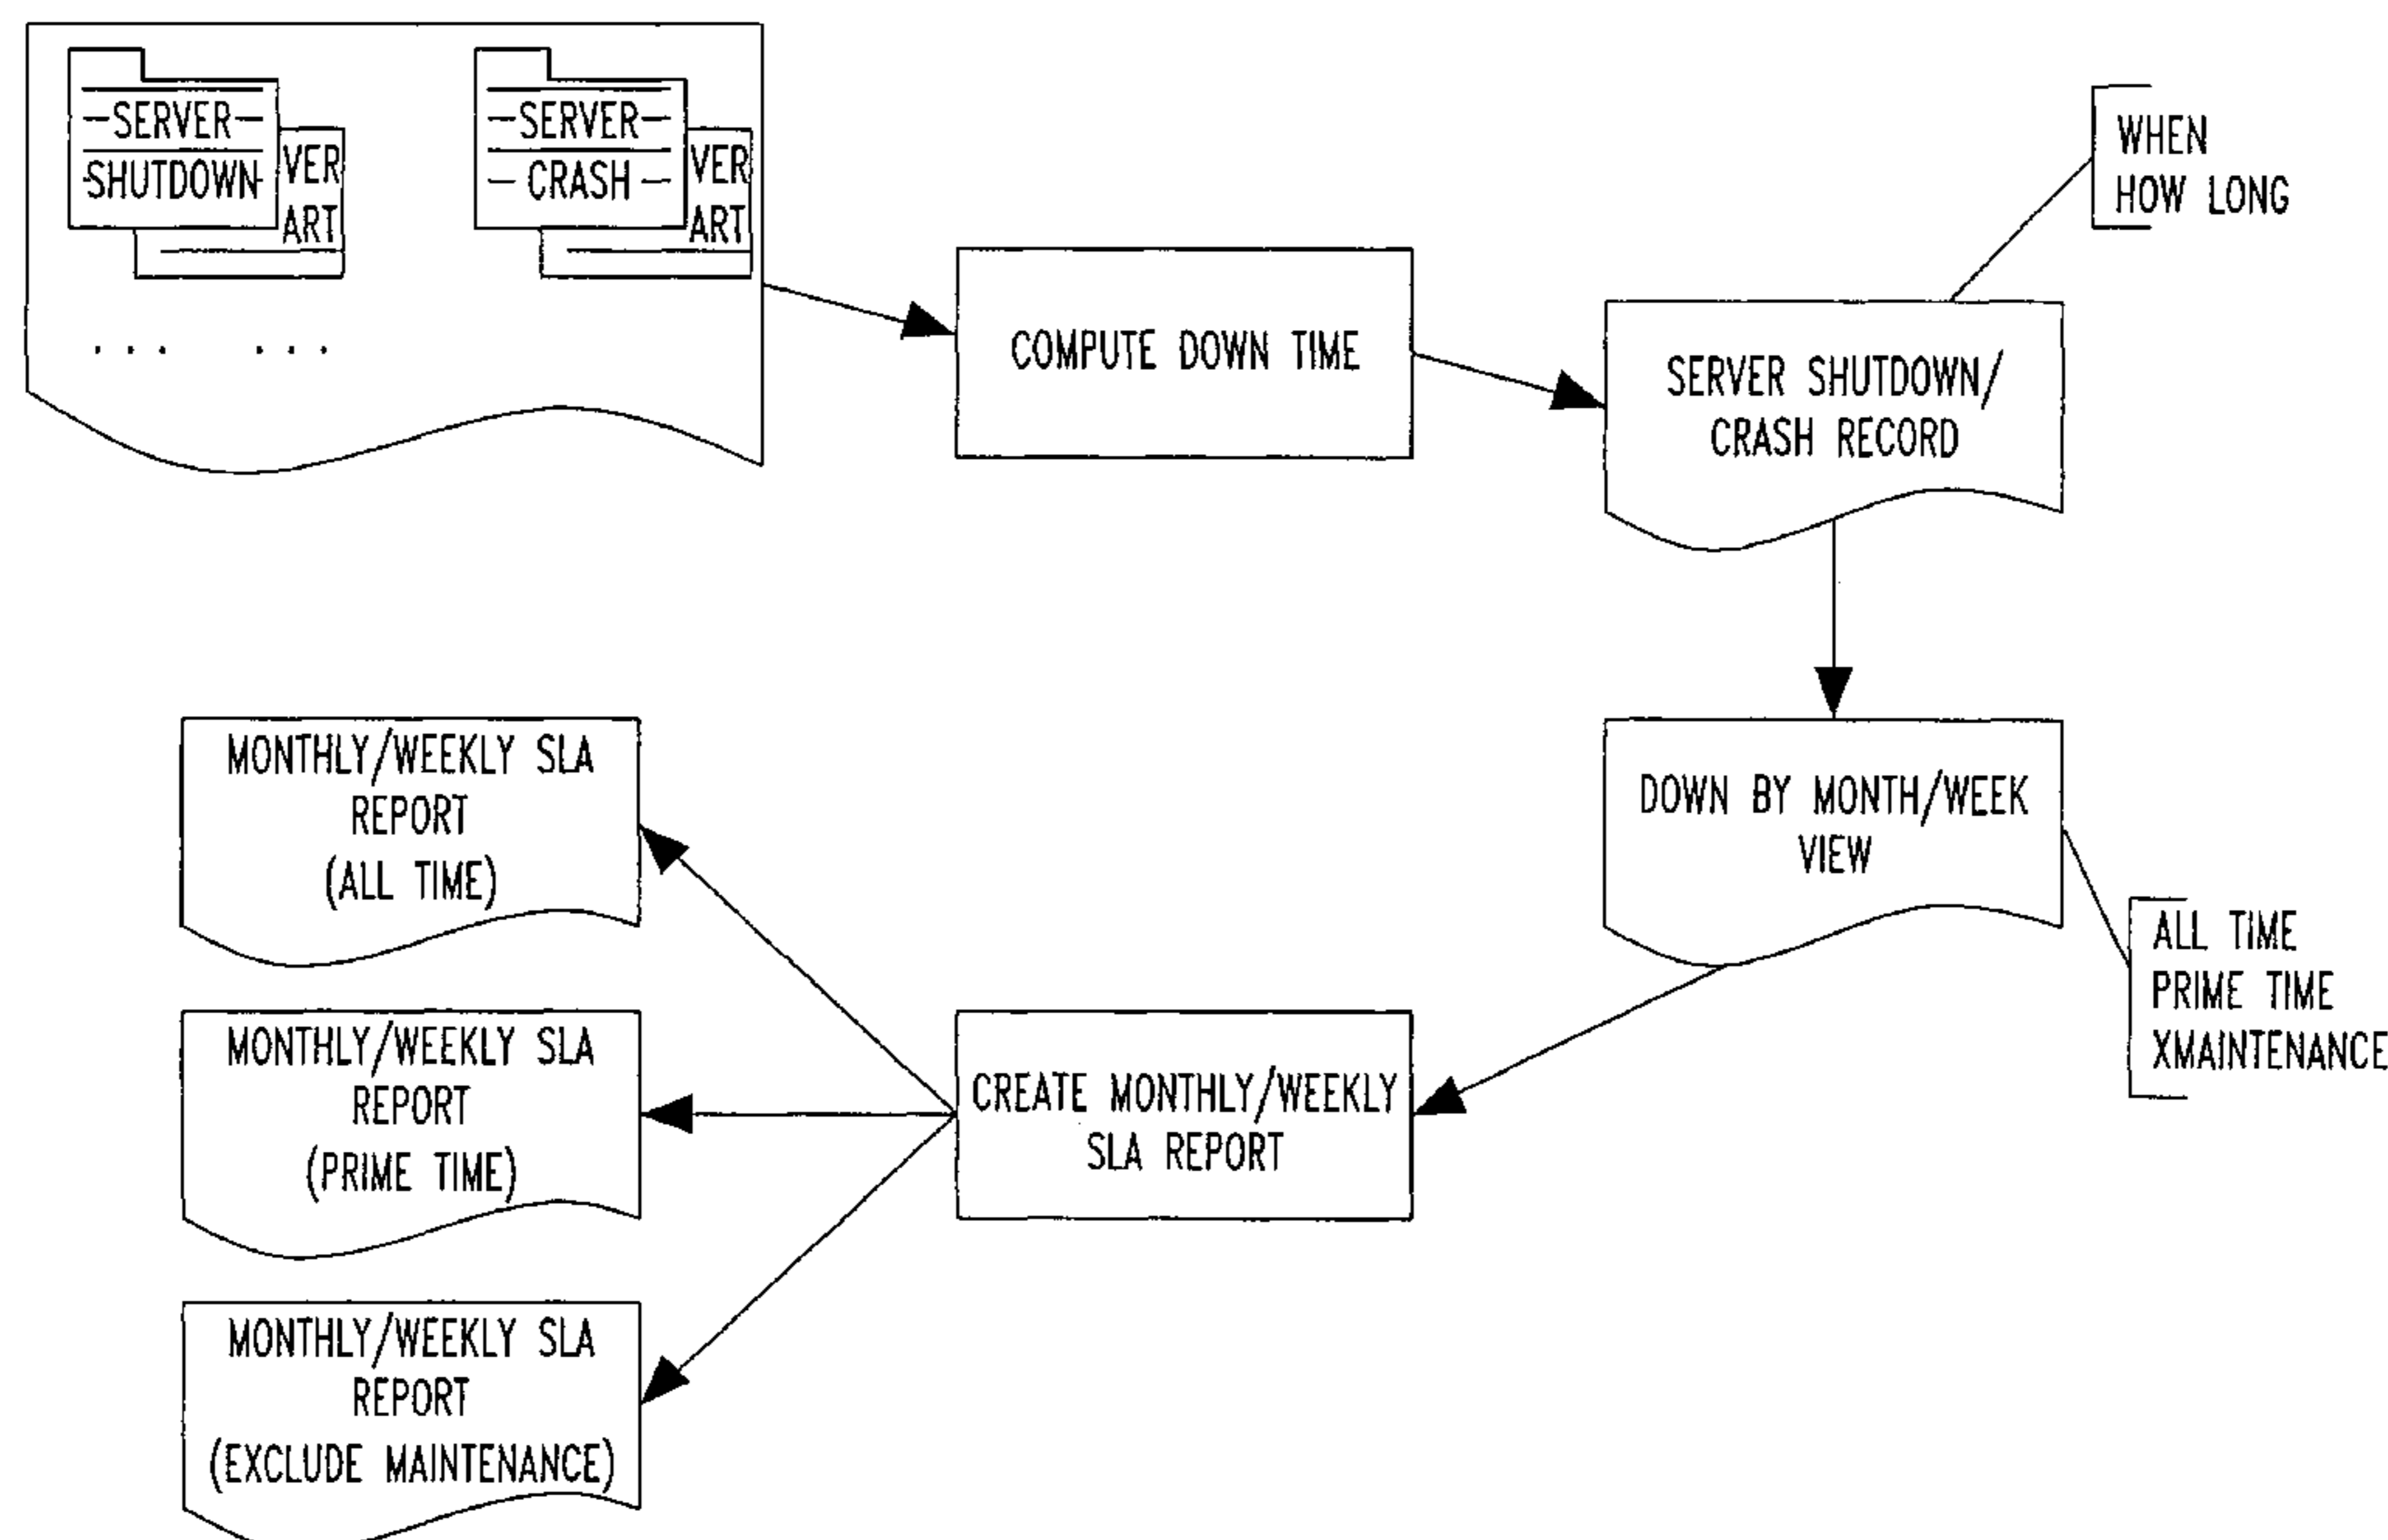 SERVER
SHUTDOWN
VER
ART
SERVER
CRASH
VER
ART
... ...
COMPUTE DOWN TIME
WHEN
HOW LONG
SERVER SHUTDOWN/
CRASH RECORD
DOWN BY MONTH/WEEK
VIEW
ALL TIME
PRIME TIME
XMAINTENANCE
CREATE MONTHLY/WEEKLY
SLA REPORT
MONTHLY/WEEKLY SLA
REPORT
(ALL TIME)
MONTHLY/WEEKLY SLA
REPORT
(PRIME TIME)
MONTHLY/WEEKLY SLA
REPORT
(EXCLUDE MAINTENANCE)